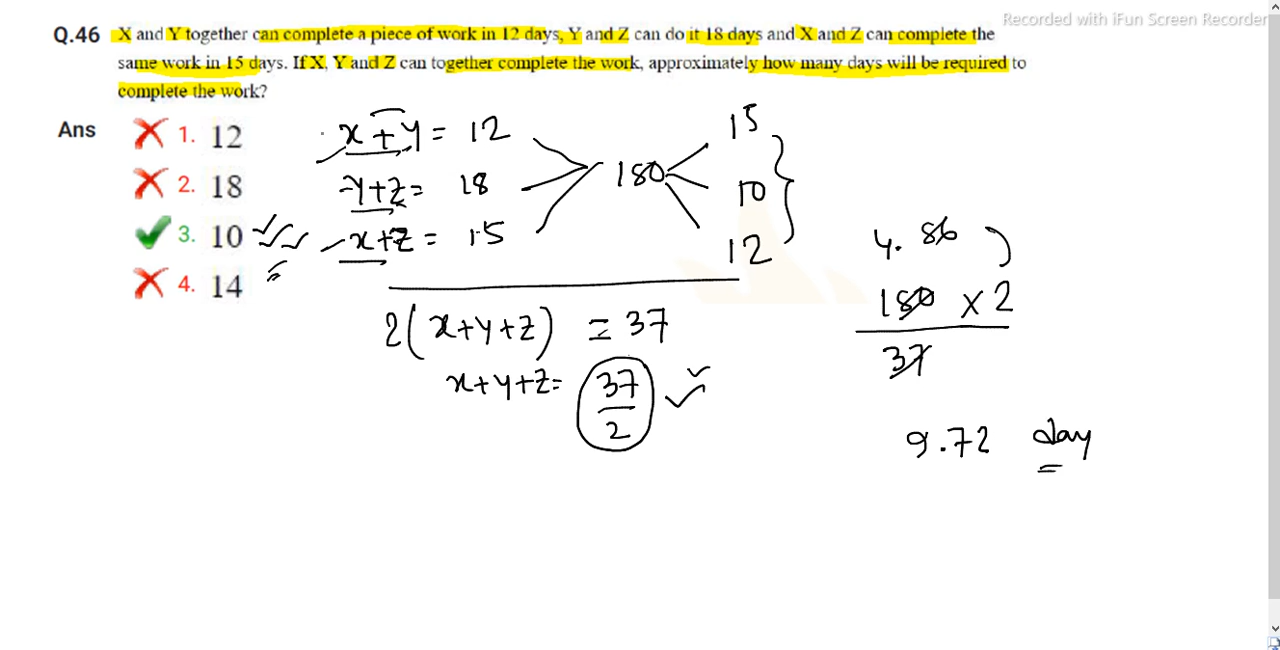 Recorded with iFun Screen Recorder
Q.46 X and Y together can complete a piece of work in 12 days, Y and Z can do it 18 days and X and Z can complete the
same work in 15 days. If X, Y and Z can together complete the work, approximately how many days will be required to
complete the work?
Ans 1. 12
2. 18
3. 10
4. 14
x+y= 12
y+z= 18
x+z = 15
180
15
10
12
2(x+y+z) = 37
x+y+z= 37/2
4.86
180 x 2
37
9.72 day